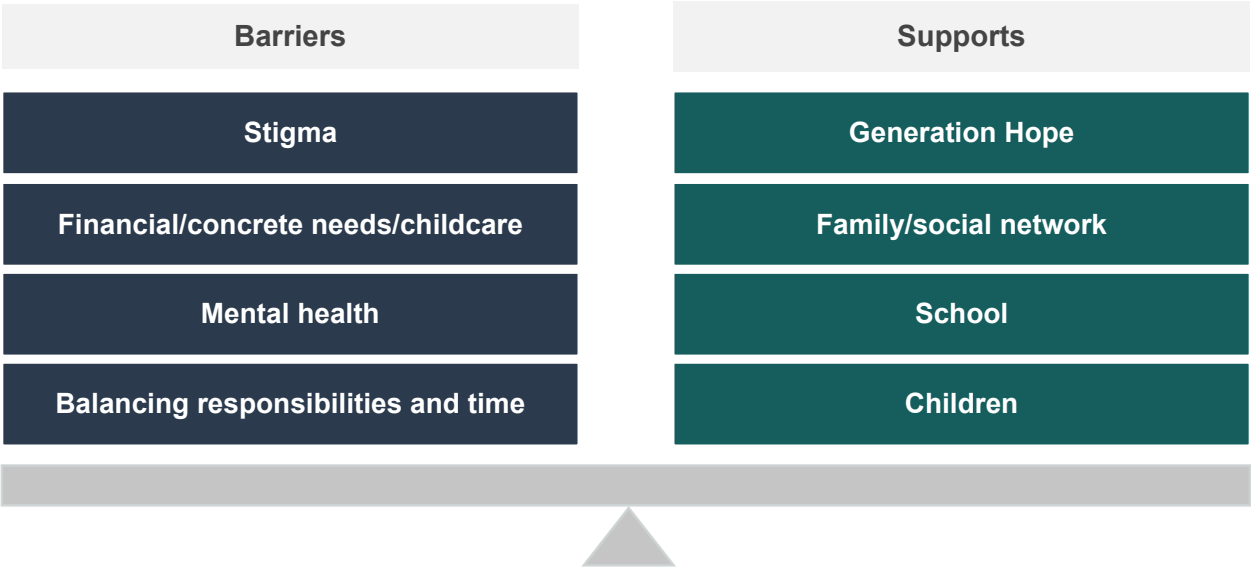 Barriers
Supports
Stigma
Generation Hope
Financial/concrete needs/childcare
Family/social network
Mental health
School
Balancing responsibilities and time
Children